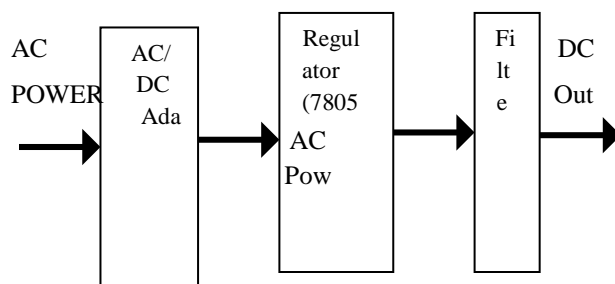 AC
POWER
AC/
DC
Ada
Regul
ator
(7805
AC
Pow
Fi
lt
e
DC
Out